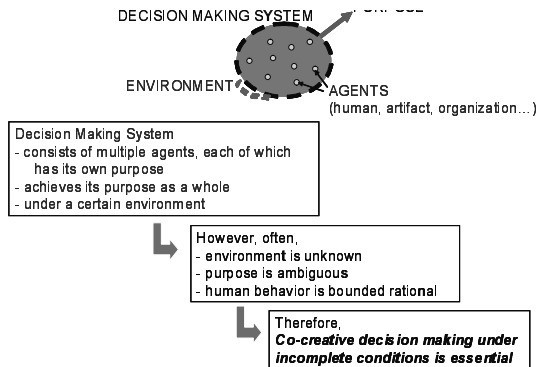 DECISION MAKING SYSTEM
PURPOSE
ENVIRONMENT
AGENTS
(human, artifact, organization…)
Decision Making System
- consists of multiple agents, each of which
has its own purpose
- achieves its purpose as a whole
- under a certain environment
However, often,
- environment is unknown
- purpose is ambiguous
- human behavior is bounded rational
Therefore,
Co-creative decision making under
incomplete conditions is essential